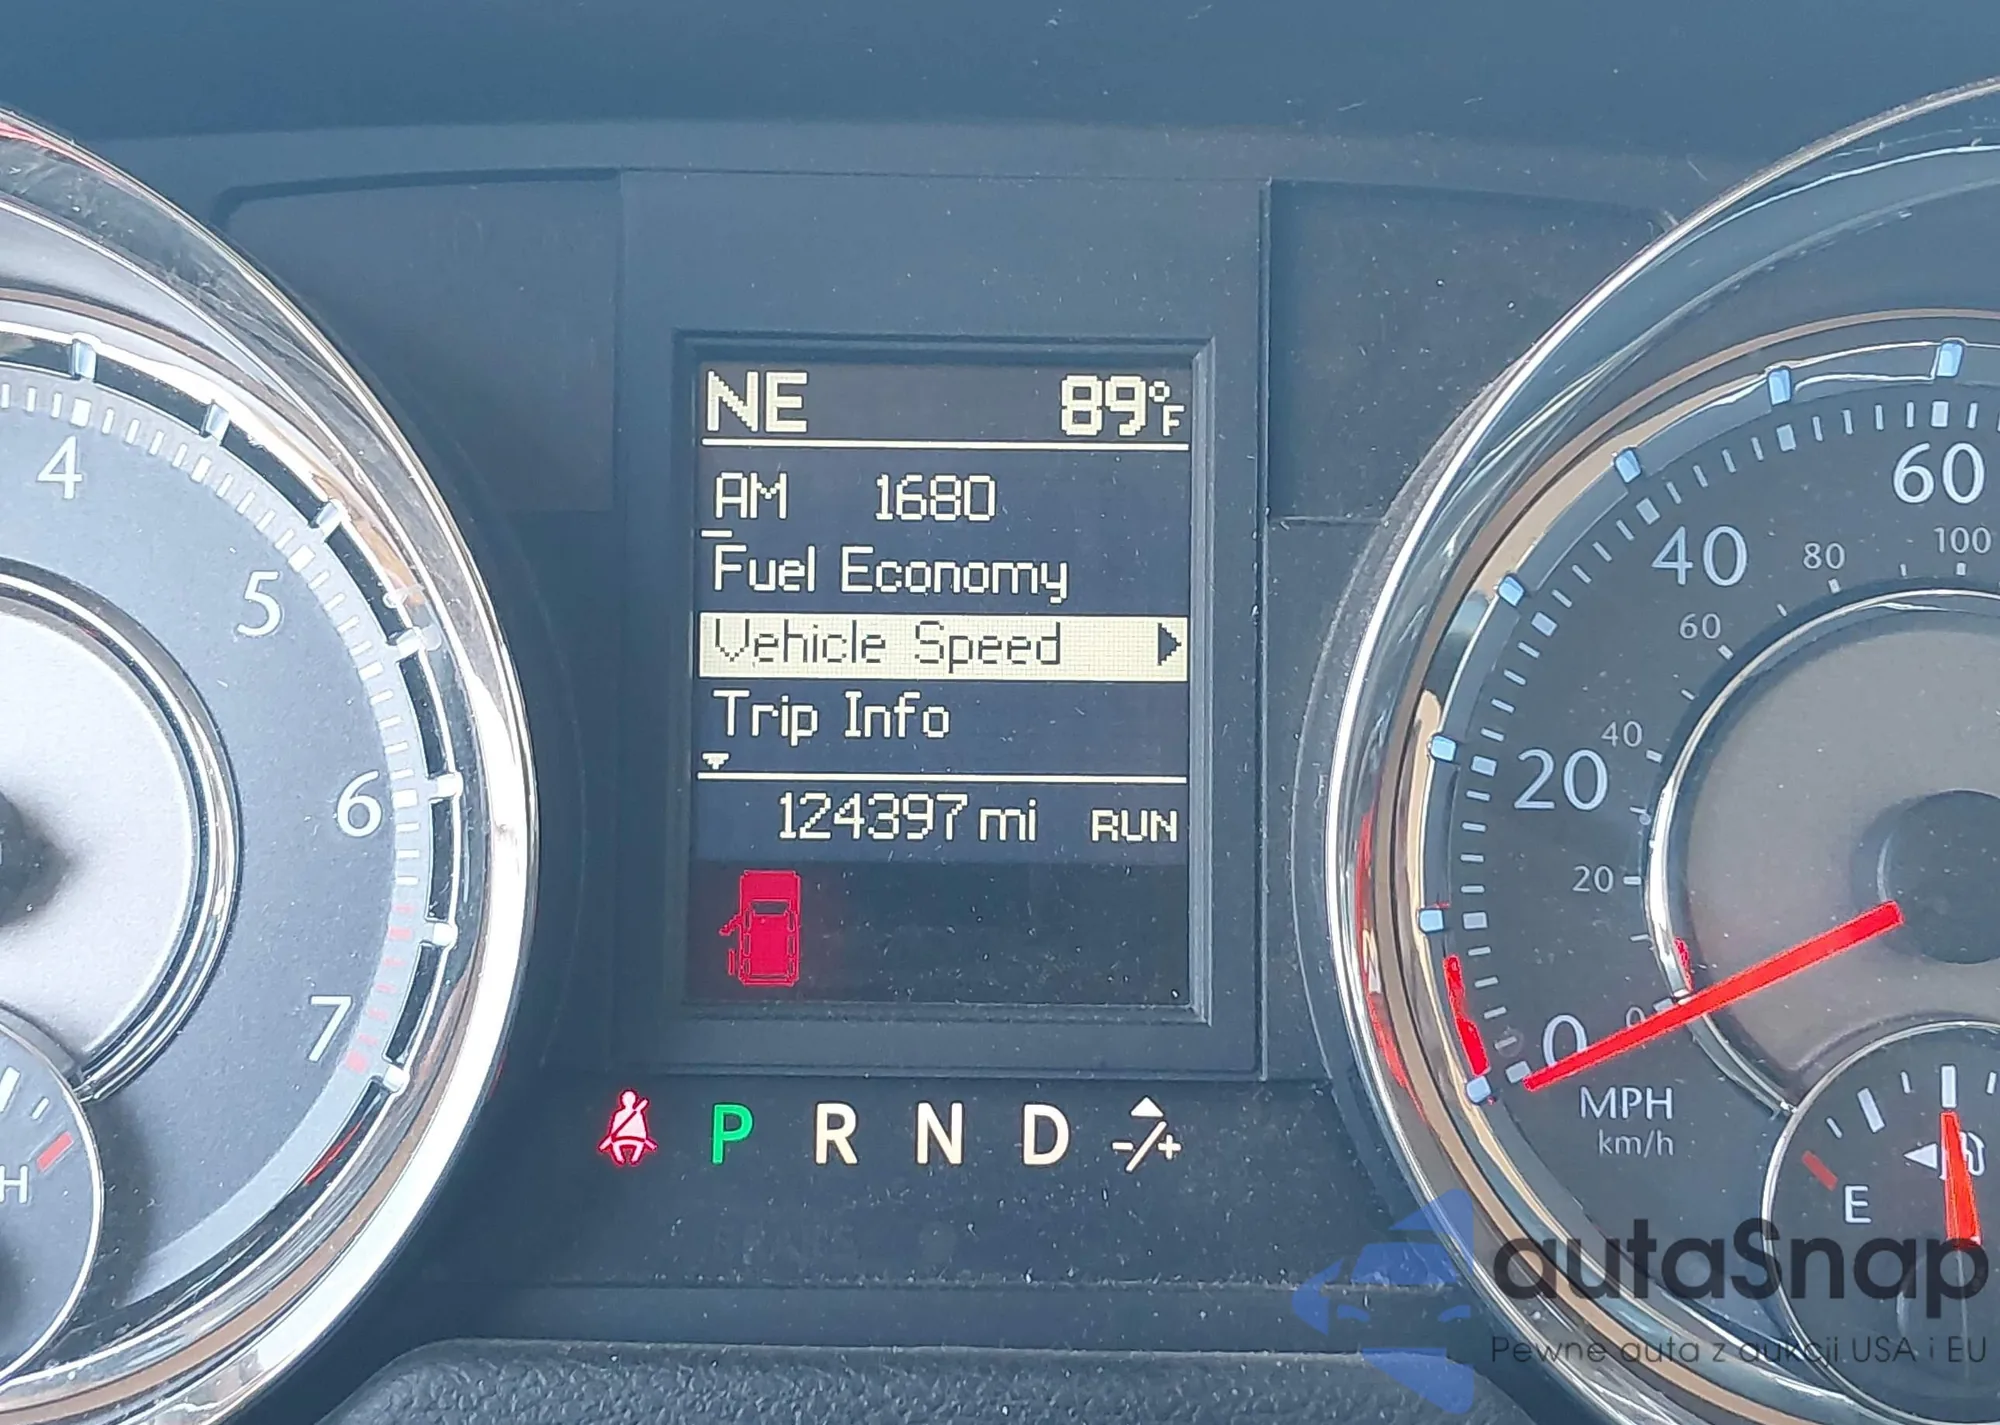 NE 89°F
AM 1680
Fuel Economy
Vehicle Speed
Trip Info
124397 mi RUN
P R N D -/+
4
5
6
7
H
60
40
20
0
100
80
60
40
20
0
MPH
km/h
E
autaSnap
Pewne auta z aukcji USA i EU